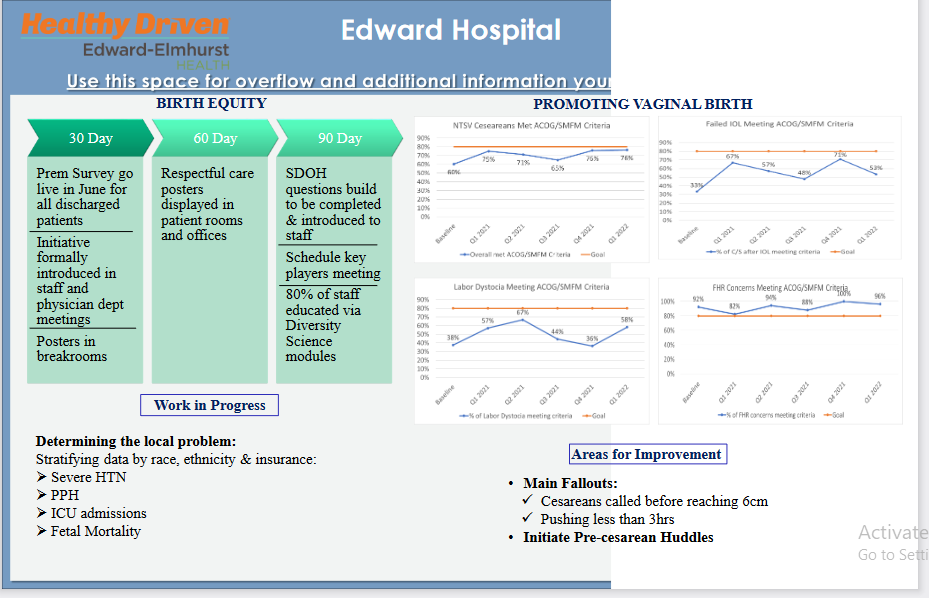 Healthy Driven
Edward-Elmhurst
HEALTH
Edward Hospital
Use this space for overflow and additional information your
BIRTH EQUITY
30 Day
60 Day
90 Day
Prem Survey go
live in June for
all discharged
patients
Initiative
formally
introduced in
staff and
physician dept
meetings
Posters in
breakrooms
Respectful care
posters
displayed in
patient rooms
and offices
SDOH
questions build
to be completed
& introduced to
staff
Schedule key
players meeting
80% of staff
educated via
Diversity
Science
modules
Work in Progress
Determining the local problem:
Stratifying data by race, ethnicity & insurance:
➢ Severe HTN
➢ PPH
➢ ICU admissions
➢ Fetal Mortality
PROMOTING VAGINAL BIRTH
NTSV Ceseareans Met ACOG/SMFM Criteria
90%
80%
70%
60%
50%
40%
30%
20%
10%
0%
60%
75%
71%
65%
76%
76%
Baseline
Q1 2021
Q2 2021
Q3 2021
Q4 2021
Q1 2022
Overall met ACOG/SMFM Criteria
Goal
Failed IOL Meeting ACOG/SMFM Criteria
90%
80%
70%
60%
50%
40%
30%
20%
10%
0%
33%
67%
57%
48%
71%
53%
Baseline
Q1 2021
Q2 2021
Q3 2021
Q4 2021
Q1 2022
% of C/S after IOL meeting criteria
Goal
Labor Dystocia Meeting ACOG/SMFM Criteria
90%
80%
70%
60%
50%
40%
30%
20%
10%
0%
38%
57%
67%
44%
36%
58%
Baseline
Q1 2021
Q2 2021
Q3 2021
Q4 2021
Q1 2022
% of Labor Dystocia meeting criteria
Goal
FHR Concerns Meeting ACOG/SMFM Criteria
100%
80%
60%
40%
20%
0%
92%
82%
94%
88%
100%
96%
Baseline
Q1 2021
Q2 2021
Q3 2021
Q4 2021
Q1 2022
% of FHR concerns meeting criteria
Goal
Areas for Improvement
• Main Fallouts:
✓ Cesareans called before reaching 6cm
✓ Pushing less than 3hrs
• Initiate Pre-cesarean Huddles
Activate
Go to Setti